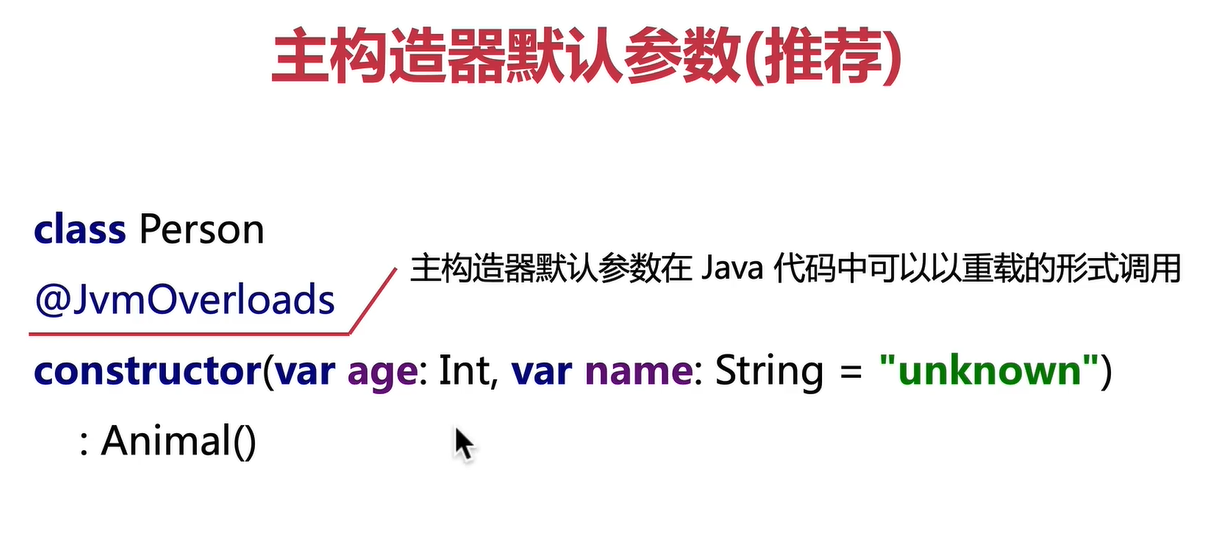 主构造器默认参数(推荐)
class Person
主构造器默认参数在 Java 代码中可以以重载的形式调用
@JvmOverloads
constructor(var age: Int, var name: String = "unknown")
: Animal()